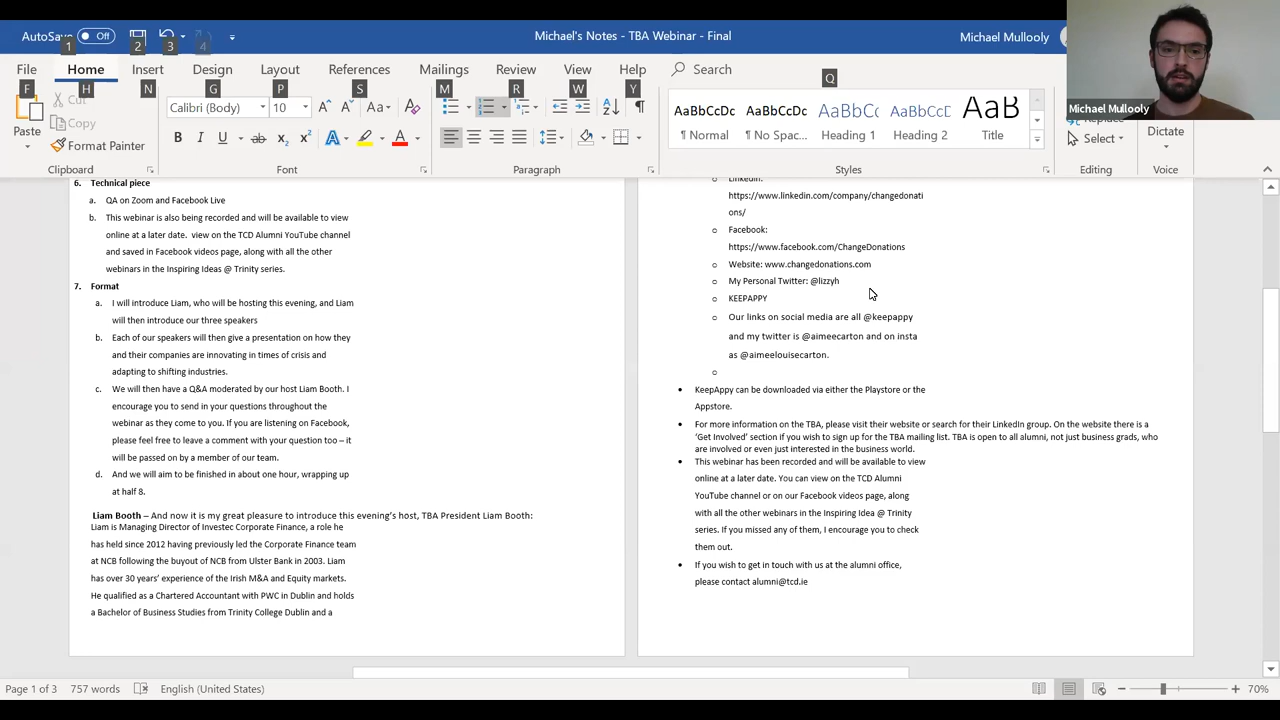 AutoSave Off
Michael's Notes - TBA Webinar - Final
Michael Mullooly
1 2 3 4
File Home Insert Design Layout References Mailings Review View Help Search
F H N G P S M R W Y Q
Paste
Cut
Copy
Format Painter
Clipboard
Calibri (Body) 10
Font
Paragraph
AaBbCcDc AaBbCcDc AaBbCc AaBbCcD AaB
¶ Normal ¶ No Spac... Heading 1 Heading 2 Title
Styles
Replace
Select
Editing
Dictate
Voice
Michael Mullooly
6. Technical piece
a. QA on Zoom and Facebook Live
b. This webinar is also being recorded and will be available to view
online at a later date. view on the TCD Alumni YouTube channel
and saved in Facebook videos page, along with all the other
webinars in the Inspiring Ideas @ Trinity series.
7. Format
a. I will introduce Liam, who will be hosting this evening, and Liam
will then introduce our three speakers
b. Each of our speakers will then give a presentation on how they
and their companies are innovating in times of crisis and
adapting to shifting industries.
c. We will then have a Q&A moderated by our host Liam Booth. I
encourage you to send in your questions throughout the
webinar as they come to you. If you are listening on Facebook,
please feel free to leave a comment with your question too – it
will be passed on by a member of our team.
d. And we will aim to be finished in about one hour, wrapping up
at half 8.
Liam Booth – And now it is my great pleasure to introduce this evening's host, TBA President Liam Booth:
Liam is Managing Director of Investec Corporate Finance, a role he
has held since 2012 having previously led the Corporate Finance team
at NCB following the buyout of NCB from Ulster Bank in 2003. Liam
has over 30 years' experience of the Irish M&A and Equity markets.
He qualified as a Chartered Accountant with PWC in Dublin and holds
a Bachelor of Business Studies from Trinity College Dublin and a
o LinkedIn:
https://www.linkedin.com/company/changedonati
ons/
o Facebook:
https://www.facebook.com/ChangeDonations
o Website: www.changedonations.com
o My Personal Twitter: @lizzyh
o KEEPAPPY
o Our links on social media are all @keepappy
and my twitter is @aimeecarton and on insta
as @aimeelouisecarton.
o
• KeepAppy can be downloaded via either the Playstore or the
Appstore.
• For more information on the TBA, please visit their website or search for their LinkedIn group. On the website there is a
'Get Involved' section if you wish to sign up for the TBA mailing list. TBA is open to all alumni, not just business grads, who
are involved or even just interested in the business world.
• This webinar has been recorded and will be available to view
online at a later date. You can view on the TCD Alumni
YouTube channel or on our Facebook videos page, along
with all the other webinars in the Inspiring Idea @ Trinity
series. If you missed any of them, I encourage you to check
them out.
• If you wish to get in touch with us at the alumni office,
please contact alumni@tcd.ie
Page 1 of 3 757 words English (United States) 70%